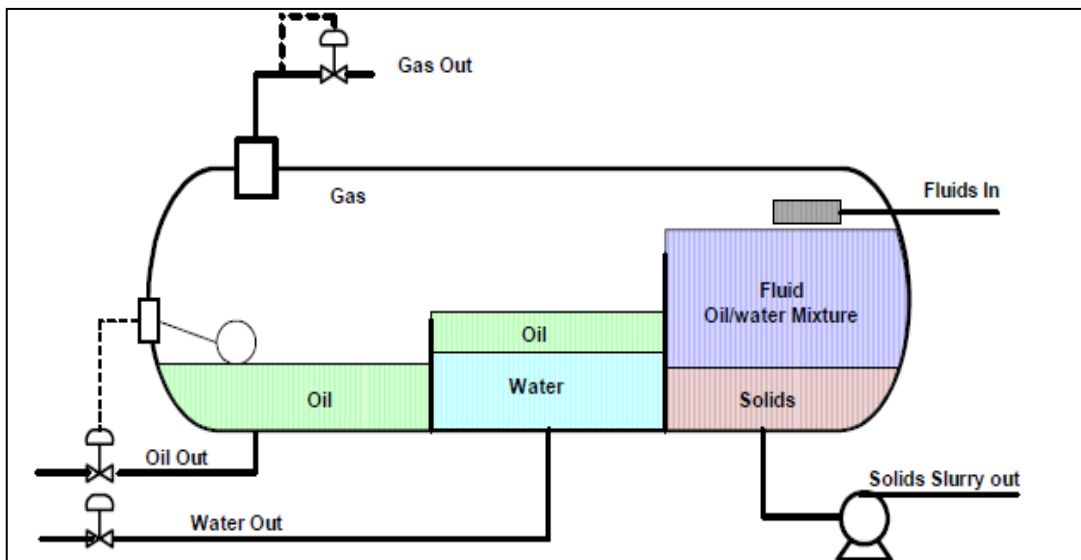 Gas Out
Gas
Fluids In
Fluid
Oil/water Mixture
Oil
Water
Oil
Solids
Oil Out
Solids Slurry out
Water Out